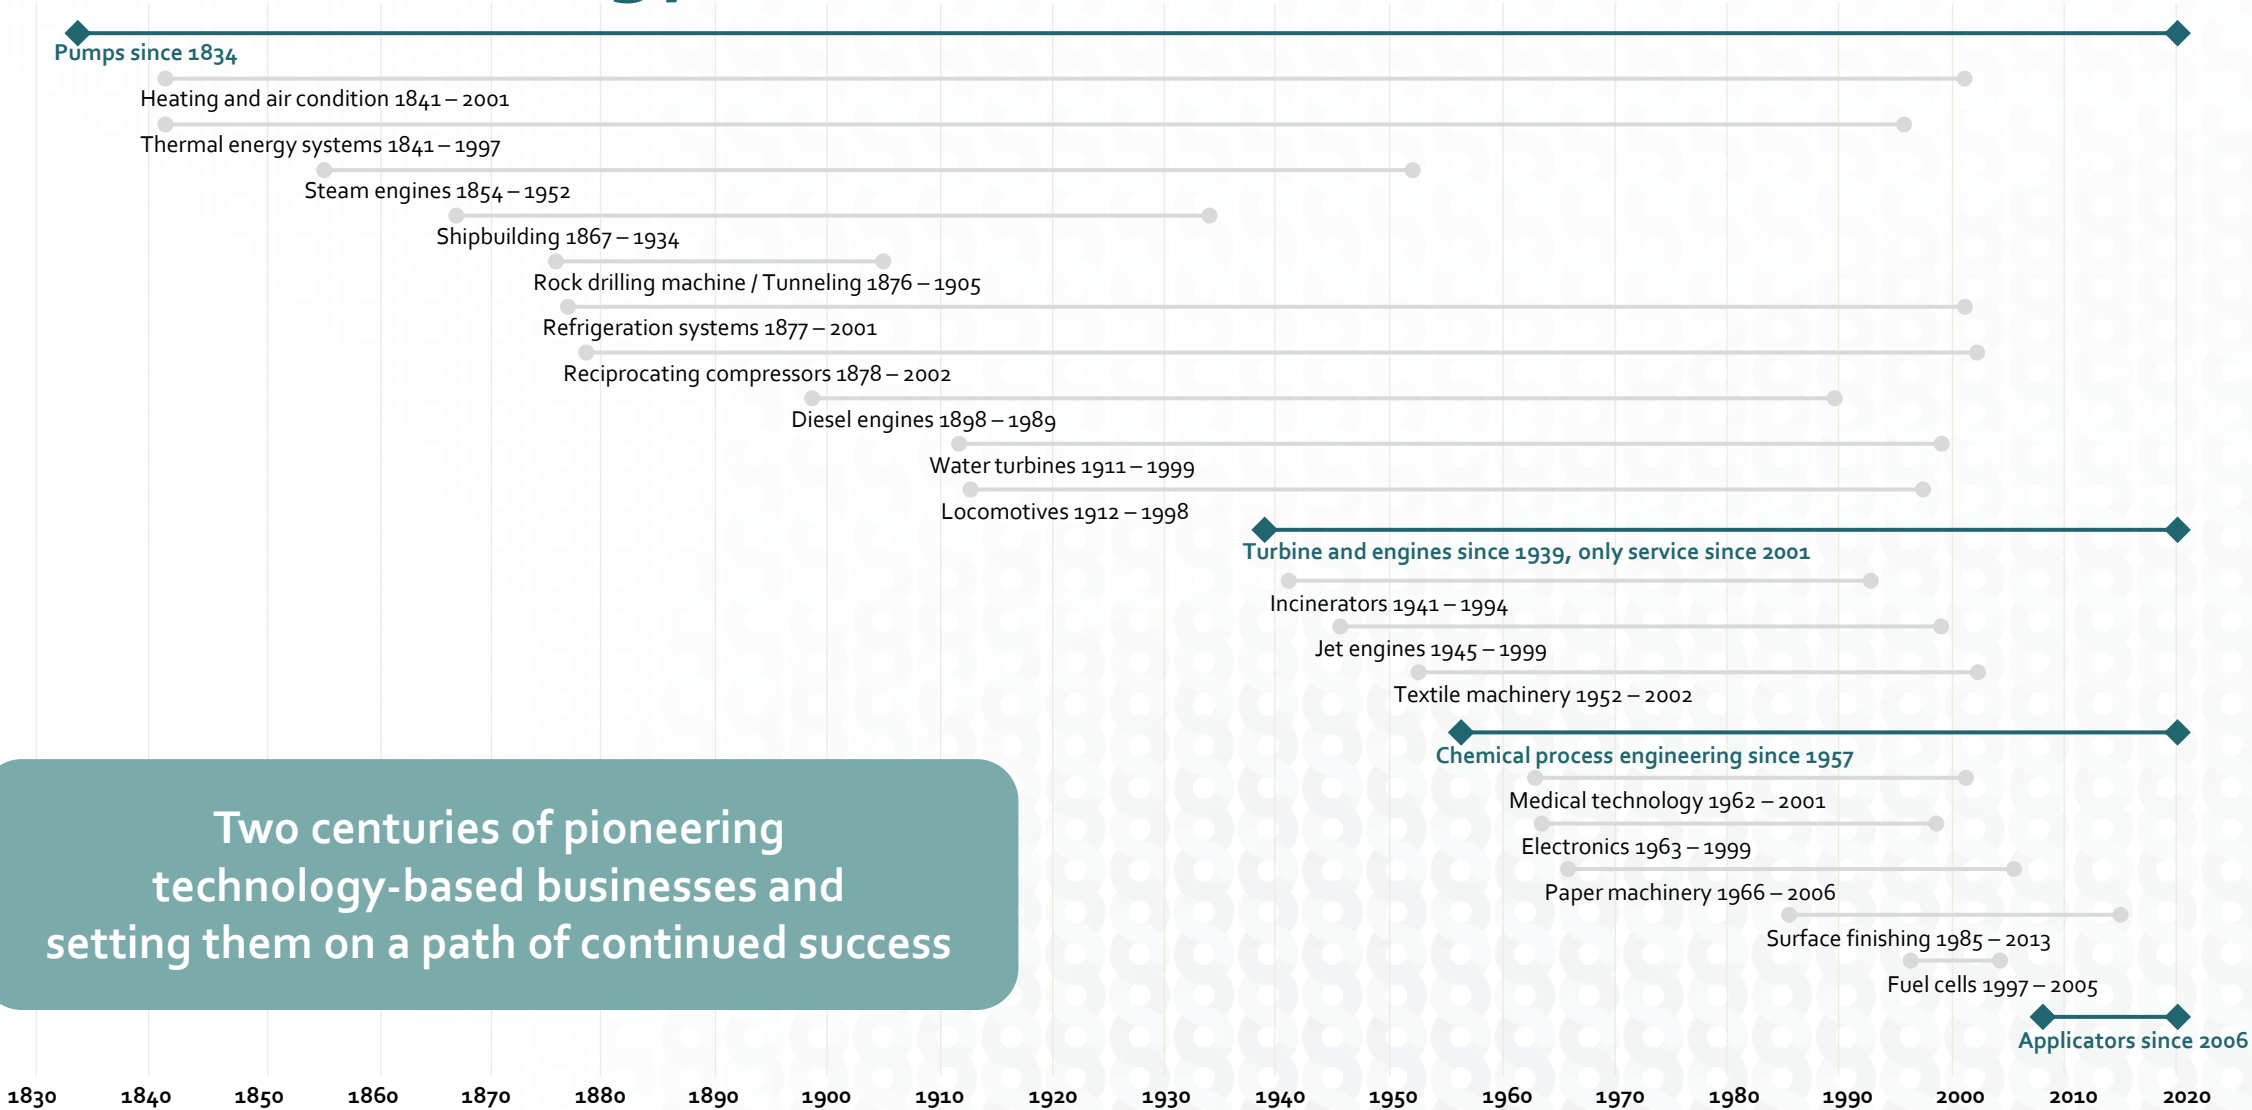 Pumps since 1834
Heating and air condition 1841 – 2001
Thermal energy systems 1841 – 1997
Steam engines 1854 – 1952
Shipbuilding 1867 – 1934
Rock drilling machine / Tunneling 1876 – 1905
Refrigeration systems 1877 – 2001
Reciprocating compressors 1878 – 2002
Diesel engines 1898 – 1989
Water turbines 1911 – 1999
Locomotives 1912 – 1998
Turbine and engines since 1939, only service since 2001
Incinerators 1941 – 1994
Jet engines 1945 – 1999
Textile machinery 1952 – 2002
Chemical process engineering since 1957
Medical technology 1962 – 2001
Electronics 1963 – 1999
Paper machinery 1966 – 2006
Surface finishing 1985 – 2013
Fuel cells 1997 – 2005
Applicators since 2006
Two centuries of pioneering
technology-based businesses and
setting them on a path of continued success
1830 1840 1850 1860 1870 1880 1890 1900 1910 1920 1930 1940 1950 1960 1970 1980 1990 2000 2010 2020